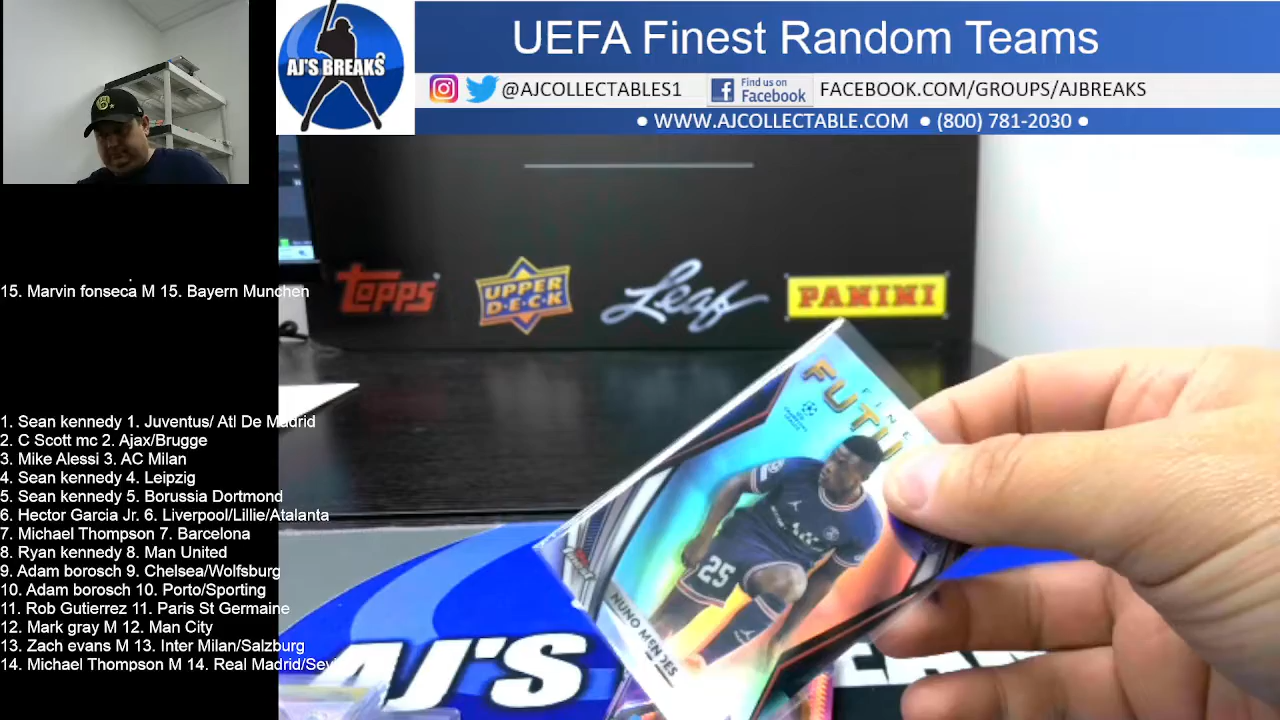 UEFA Finest Random Teams
AJ'S BREAKS
@AJCOLLECTABLES1
Find us on Facebook
FACEBOOK.COM/GROUPS/AJBREAKS
• WWW.AJCOLLECTABLE.COM • (800) 781-2030 •
topps
UPPER D.E.C.K
Leaf
PANINI
15. Marvin fonseca M 15. Bayern Munchen
1. Sean kennedy 1. Juventus/ Atl De Madrid
2. C Scott mc 2. Ajax/Brugge
3. Mike Alessi 3. AC Milan
4. Sean kennedy 4. Leipzig
5. Sean kennedy 5. Borussia Dortmond
6. Hector Garcia Jr. 6. Liverpool/Lillie/Atalanta
7. Michael Thompson 7. Barcelona
8. Ryan kennedy 8. Man United
9. Adam borosch 9. Chelsea/Wolfsburg
10. Adam borosch 10. Porto/Sporting
11. Rob Gutierrez 11. Paris St Germaine
12. Mark gray M 12. Man City
13. Zach evans M 13. Inter Milan/Salzburg
14. Michael Thompson M 14. Real Madrid/Sevi
FINE
FUTU
25
NUNO MENDES
AJ'S